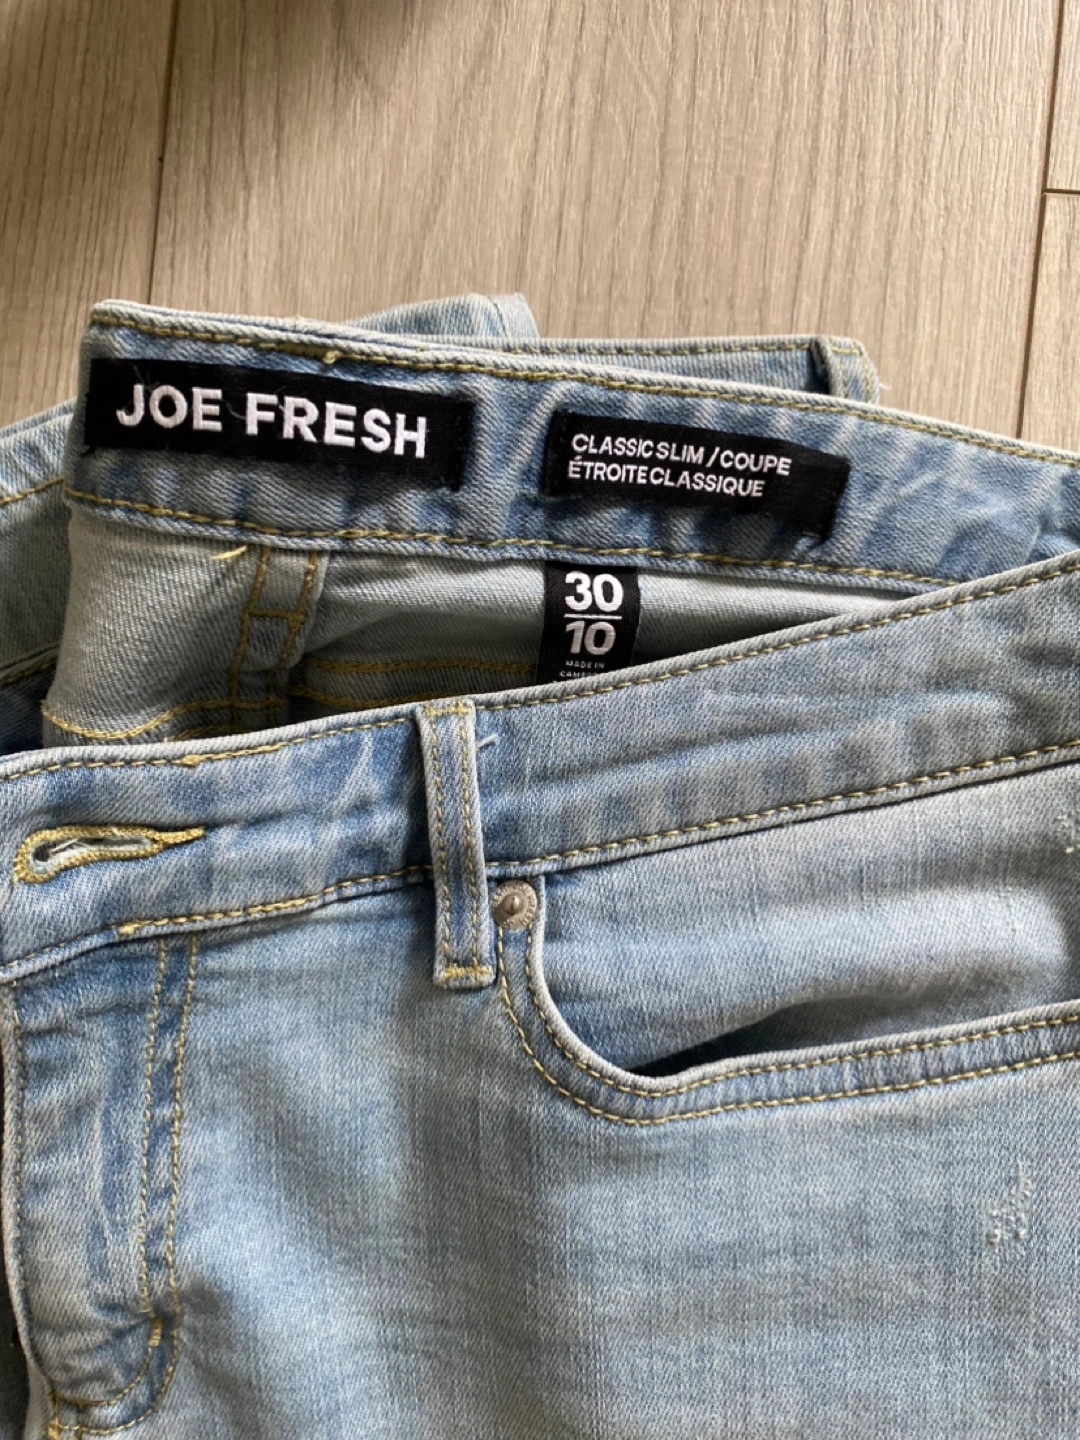 JOE FRESH
CLASSIC SLIM / COUPE
ÉTROITE CLASSIQUE
30
10
MADE IN